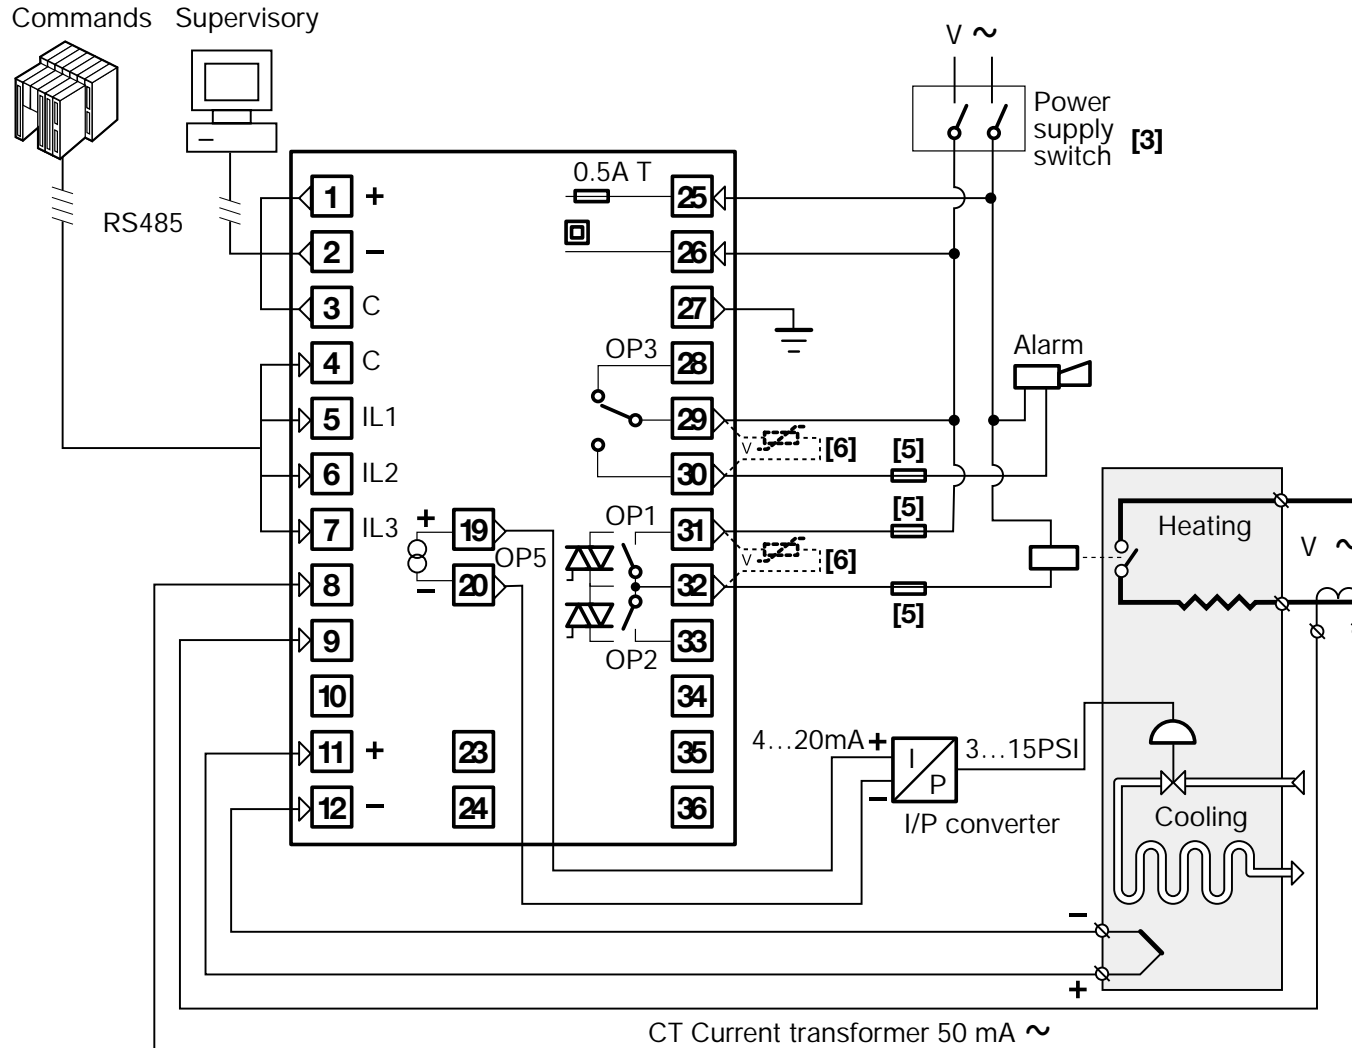 Commands Supervisory
V ~
Power
supply
switch [3]
0.5A T
RS485
1 +
2 −
3 C
4 C
5 IL1
6 IL2
7 IL3
8
9
10
11 +
12 −
+ 19
OP5
− 20
23
24
25
26
27
OP3 28
29
30
OP1 31
32
33
OP2
34
35
36
Alarm
V [6]
[5]
[5]
V [6]
[5]
Heating
V ~
4...20mA +
−
I
P
3...15PSI
I/P converter
Cooling
−
+
CT Current transformer 50 mA ~